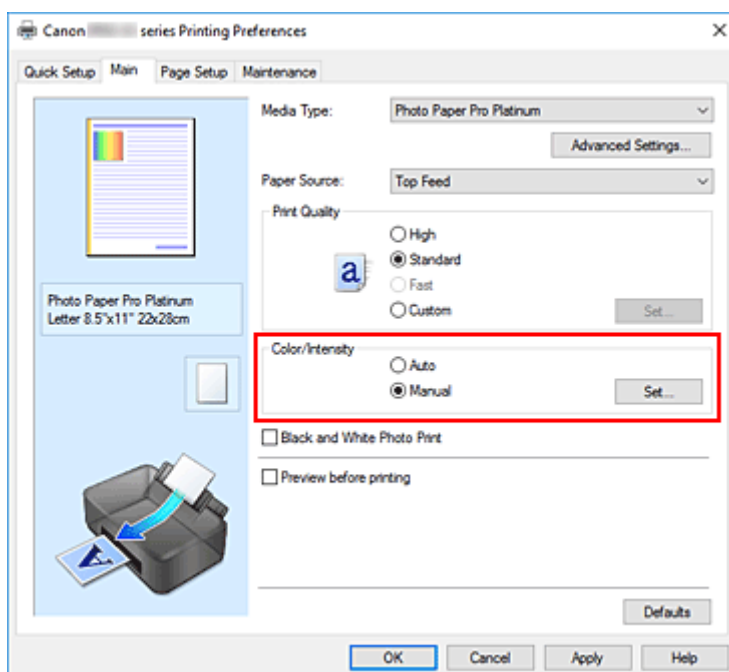 Canon series Printing Preferences
Quick Setup Main Page Setup Maintenance
Media Type: Photo Paper Pro Platinum
Advanced Settings...
Paper Source: Top Feed
Print Quality
High
a Standard
Fast
Custom Set...
Photo Paper Pro Platinum
Letter 8.5"x11" 22x28cm
Color/Intensity
Auto
Manual Set...
Black and White Photo Print
Preview before printing
A
Defaults
OK Cancel Apply Help